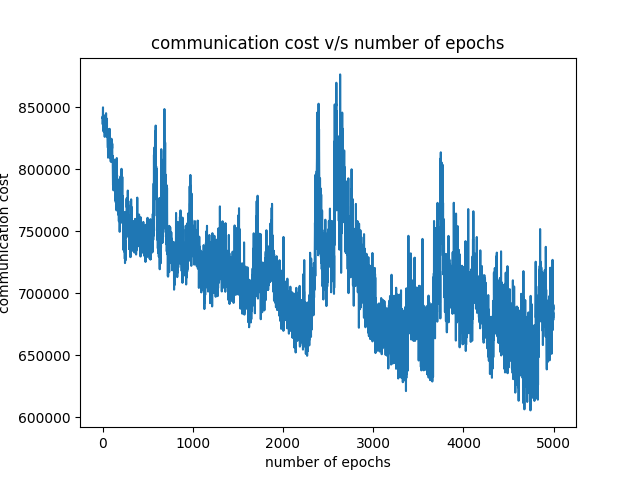 communication cost v/s number of epochs
850000
800000
750000
700000
650000
600000
communication cost
0 1000 2000 3000 4000 5000
number of epochs